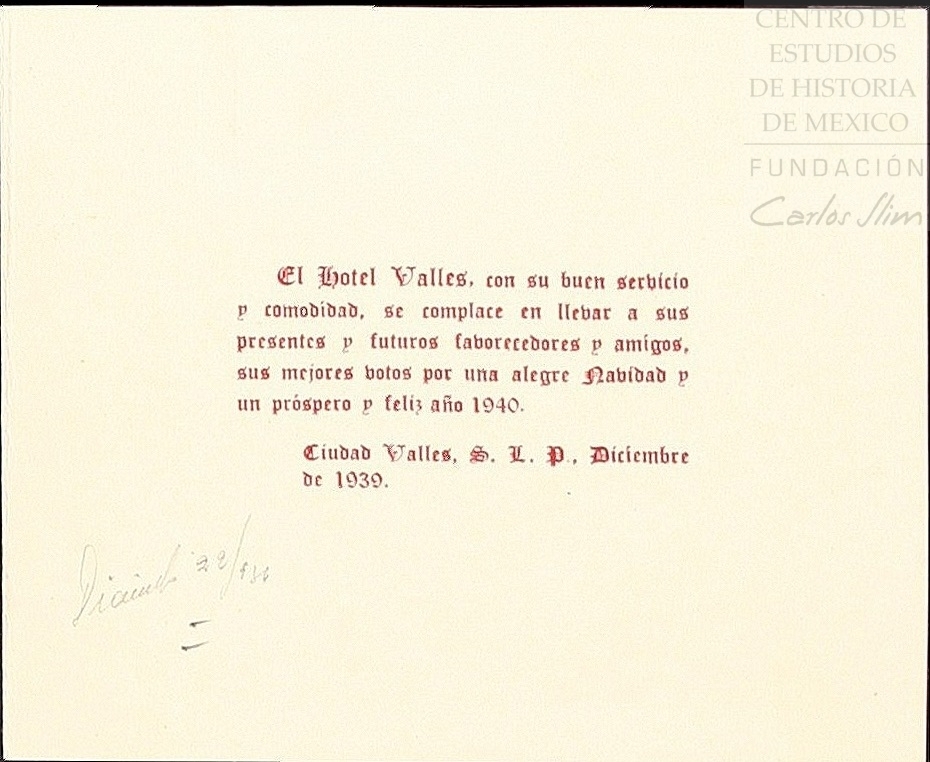 CENTRO DE
ESTUDIOS
DE HISTORIA
DE MEXICO
FUNDACIÓN
Carlos Slim
El Hotel Valles, con su buen servicio
y comodidad, se complace en llevar a sus
presentes y futuros favorecedores y amigos,
sus mejores votos por una alegre Navidad y
un próspero y feliz año 1940.
Ciudad Valles, S. L. P., Diciembre
de 1939.
22/